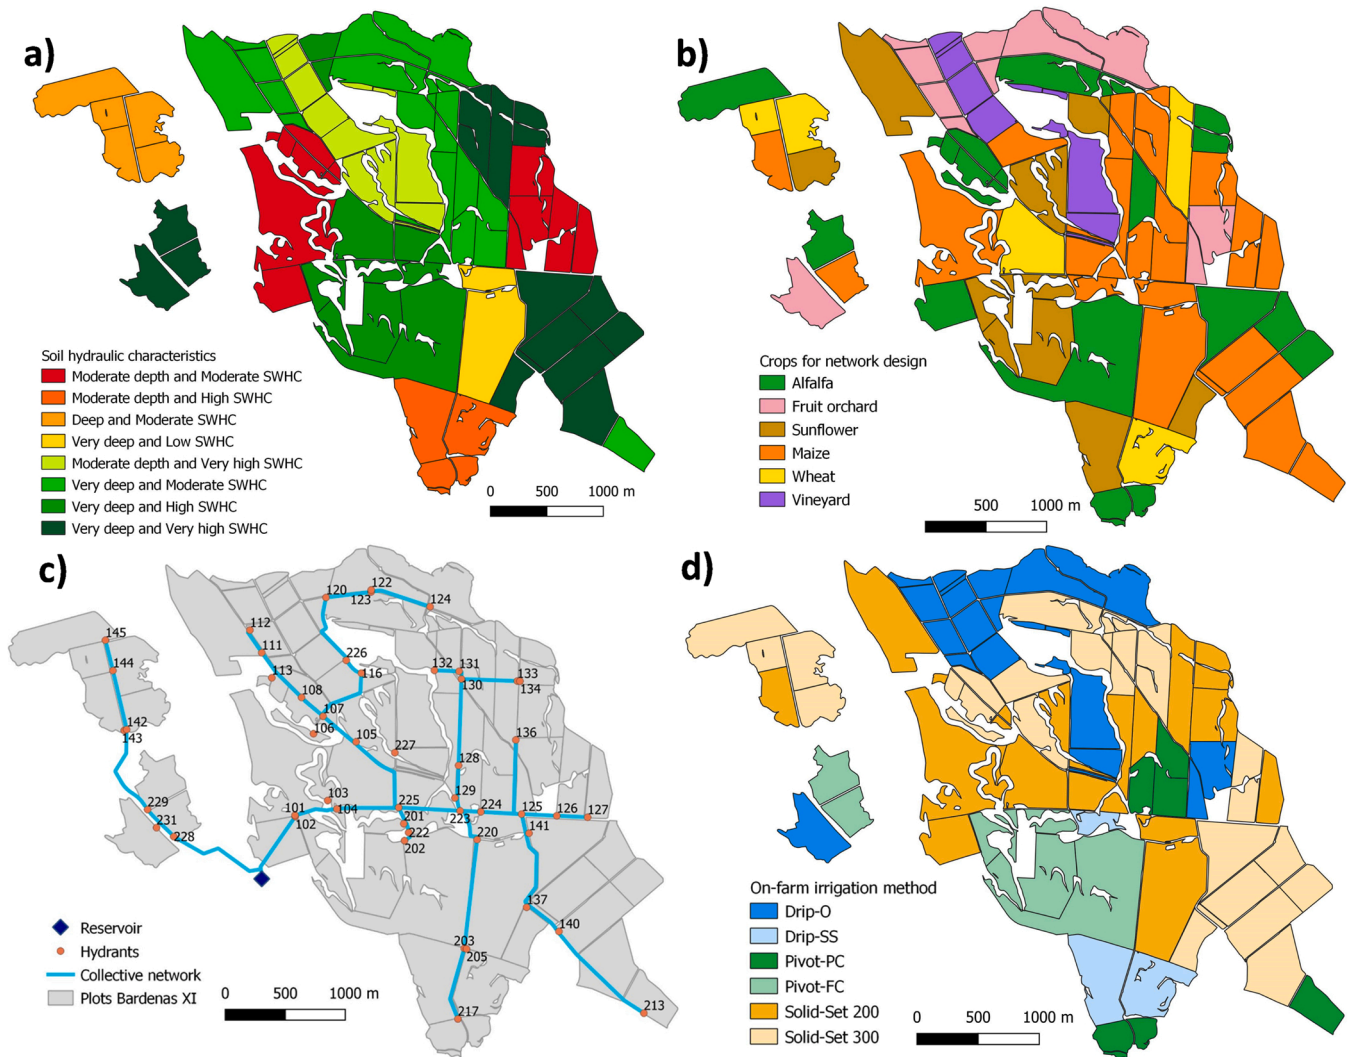 a)
Soil hydraulic characteristics
Moderate depth and Moderate SWHC
Moderate depth and High SWHC
Deep and Moderate SWHC
Very deep and Low SWHC
Moderate depth and Very high SWHC
Very deep and Moderate SWHC
Very deep and High SWHC
Very deep and Very high SWHC
0 500 1000 m
b)
Crops for network design
Alfalfa
Fruit orchard
Sunflower
Maize
Wheat
Vineyard
500 1000 m
c)
120
122
123
124
112
111
113
145
144
226
116
132
131
130
133
134
108
107
106
105
142
143
227
136
128
229
231
228
103
101
102
104
225
201
222
202
129
223
224
220
125
126
127
141
137
140
203
205
217
213
Reservoir
Hydrants
Collective network
Plots Bardenas XI
0 500 1000 m
d)
On-farm irrigation method
Drip-O
Drip-SS
Pivot-PC
Pivot-FC
Solid-Set 200
Solid-Set 300
0 500 1000 m